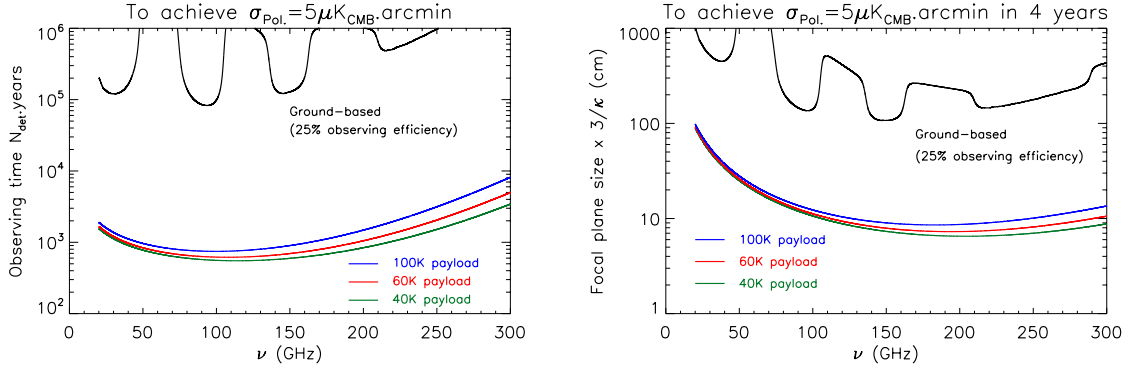 To achieve σPol.=5μKCMB.arcmin
Observing time Ndet.years
10^6
10^5
10^4
10^3
10^2
Ground-based
(25% observing efficiency)
100K payload
60K payload
40K payload
0 50 100 150 200 250 300
ν (GHz)
To achieve σPol.=5μKCMB.arcmin in 4 years
Focal plane size x 3/κ (cm)
1000
100
10
1
Ground-based
(25% observing efficiency)
100K payload
60K payload
40K payload
0 50 100 150 200 250 300
ν (GHz)